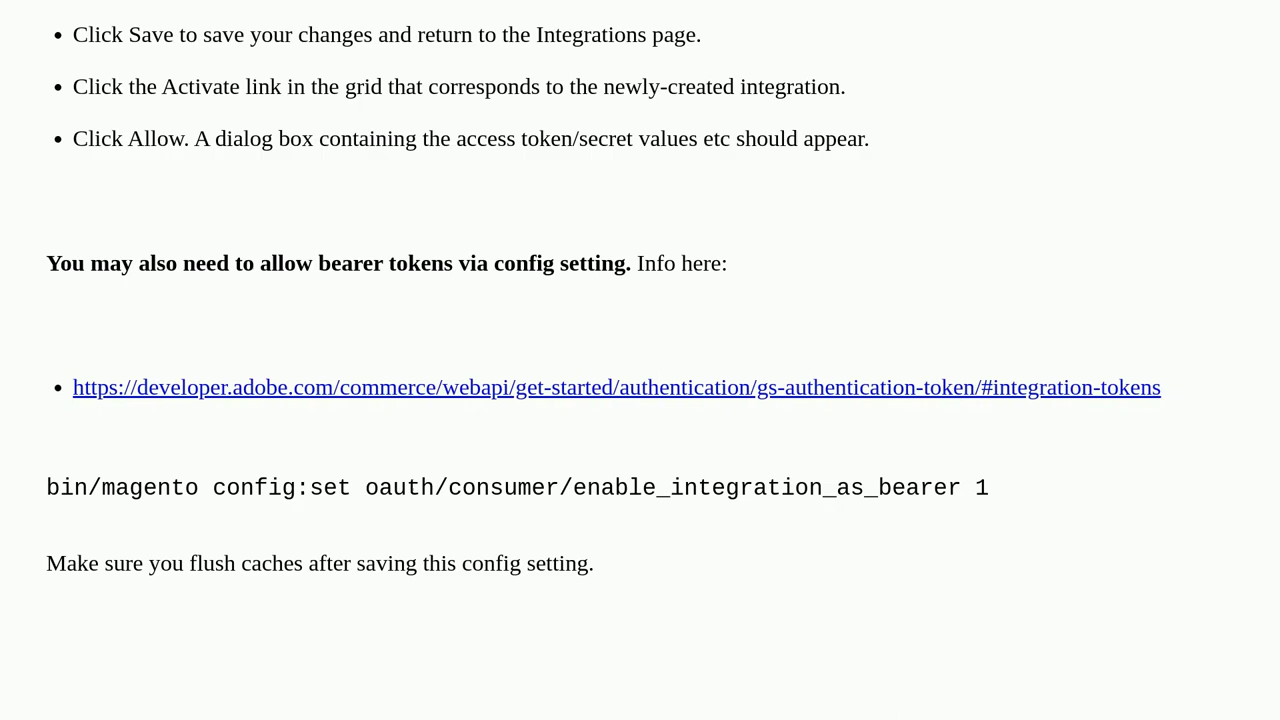 Click Save to save your changes and return to the Integrations page.
Click the Activate link in the grid that corresponds to the newly-created integration.
Click Allow. A dialog box containing the access token/secret values etc should appear.
You may also need to allow bearer tokens via config setting. Info here:
https://developer.adobe.com/commerce/webapi/get-started/authentication/gs-authentication-token/#integration-tokens
bin/magento config:set oauth/consumer/enable_integration_as_bearer 1
Make sure you flush caches after saving this config setting.